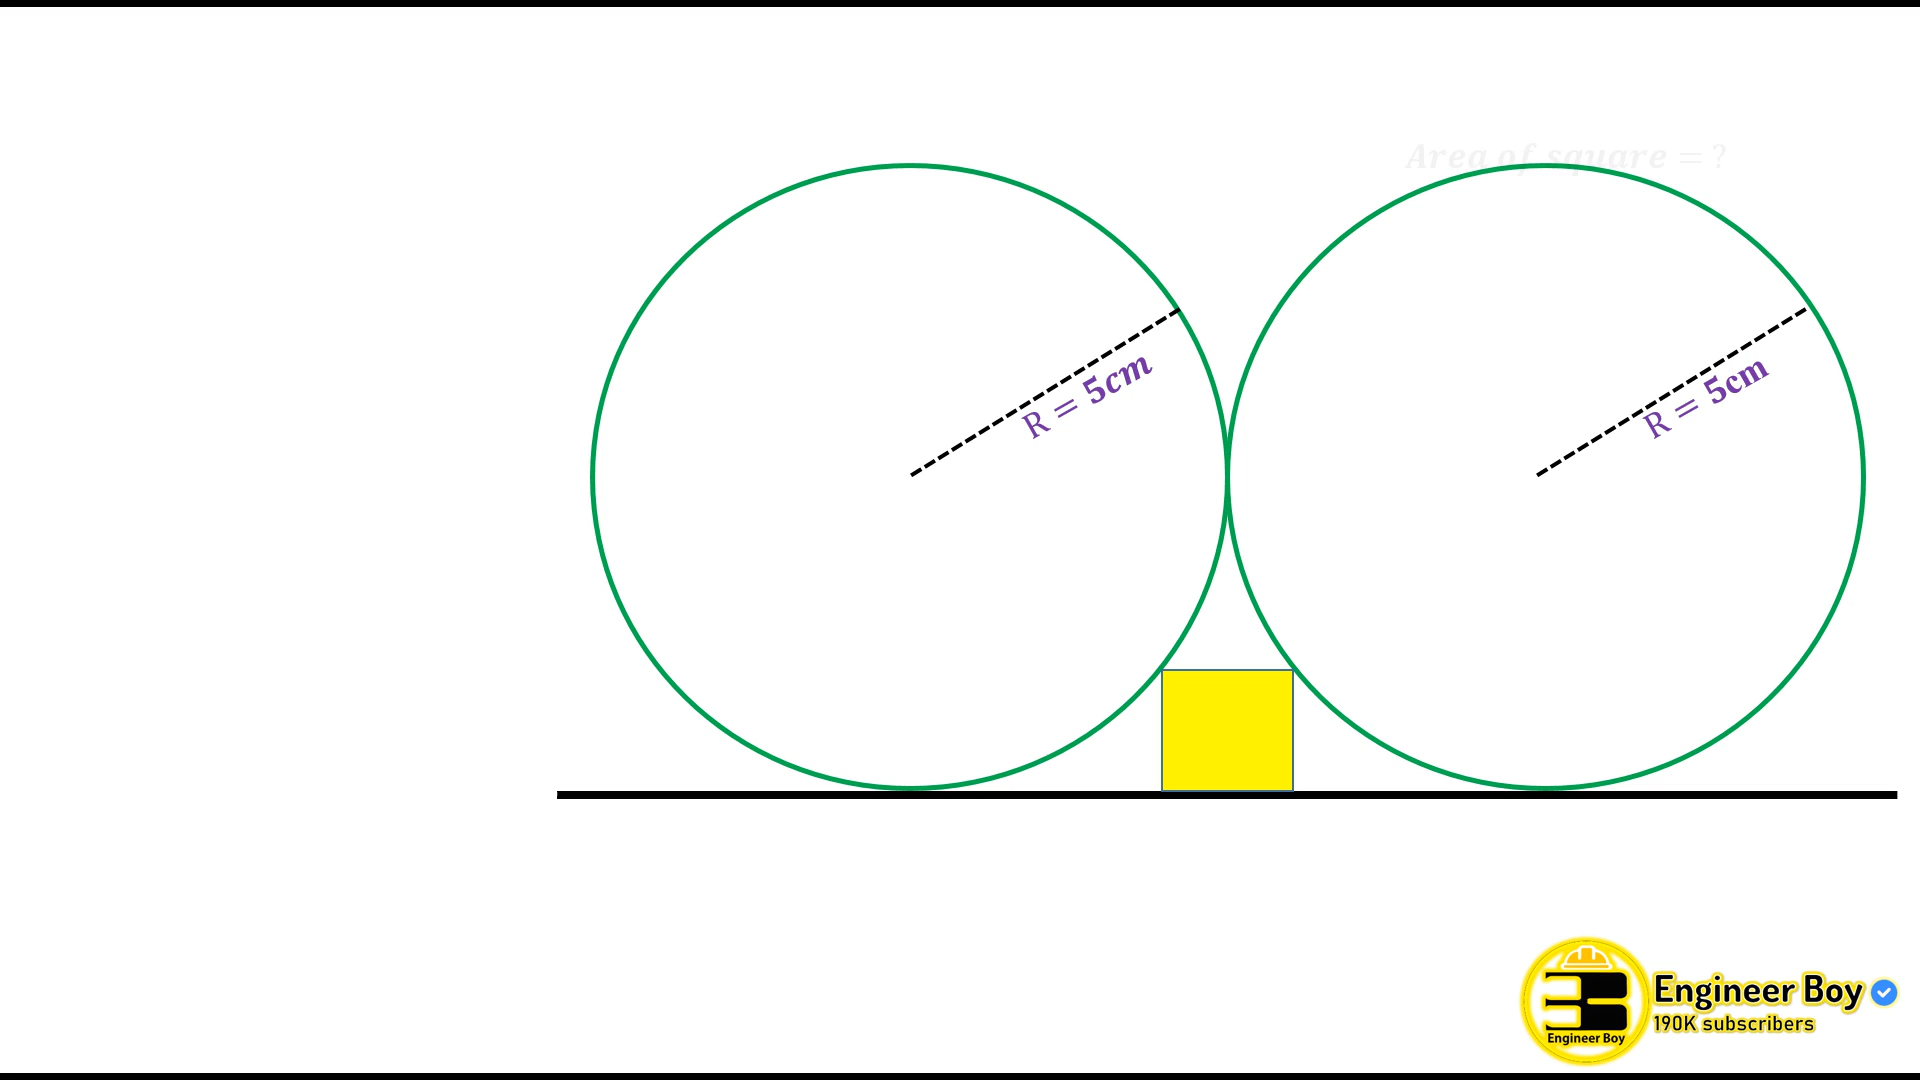 Area of square = ?
R = 5cm
R = 5cm
Engineer Boy
190K subscribers
Engineer Boy